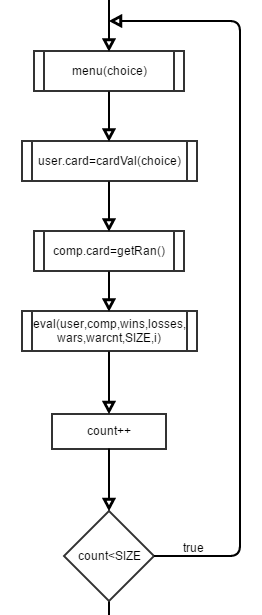 menu(choice)
user.card=cardVal(choice)
comp.card=getRan()
eval(user,comp,wins,losses,
wars,warcnt,SIZE,i)
count++
count<SIZE
true